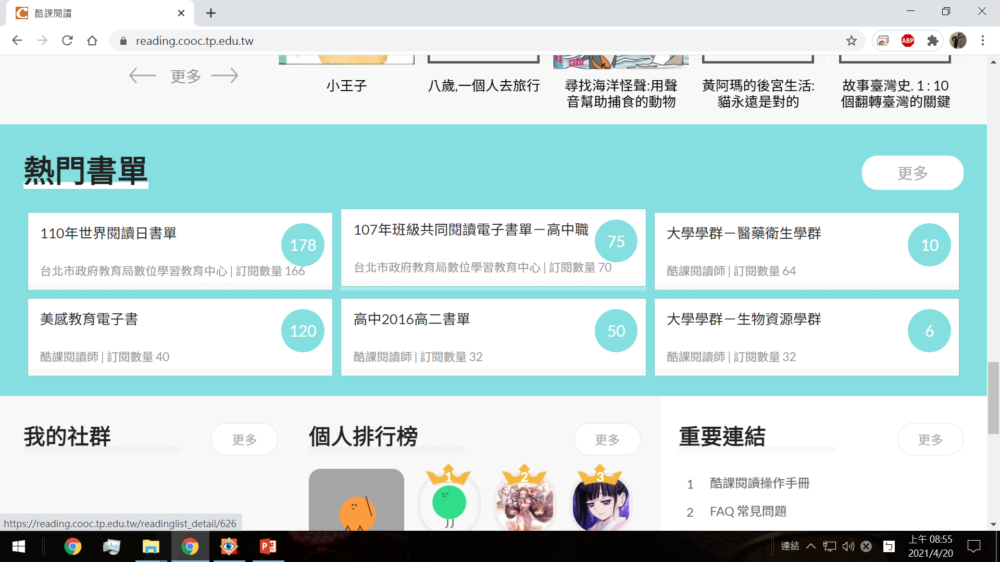 酷課閱讀
reading.cooc.tp.edu.tw
ABP
更多
小王子
八歲,一個人去旅行
尋找海洋怪聲:用聲
音幫助捕食的動物
黃阿瑪的後宮生活:
貓永遠是對的
故事臺灣史. 1 : 10
個翻轉臺灣的關鍵
熱門書單
更多
110年世界閱讀日書單
178
台北市政府教育局數位學習教育中心 | 訂閱數量 166
107年班級共同閱讀電子書單－高中職
75
台北市政府教育局數位學習教育中心 | 訂閱數量 70
大學學群－醫藥衛生學群
10
酷課閱讀師 | 訂閱數量 64
美感教育電子書
120
酷課閱讀師 | 訂閱數量 40
高中2016高二書單
50
酷課閱讀師 | 訂閱數量 32
大學學群－生物資源學群
6
酷課閱讀師 | 訂閱數量 32
我的社群
更多
個人排行榜
更多
1
2
3
重要連結
更多
1 酷課閱讀操作手冊
2 FAQ 常見問題
https://reading.cooc.tp.edu.tw/readinglist_detail/626
連結
ㄅ
上午 08:55
2021/4/20